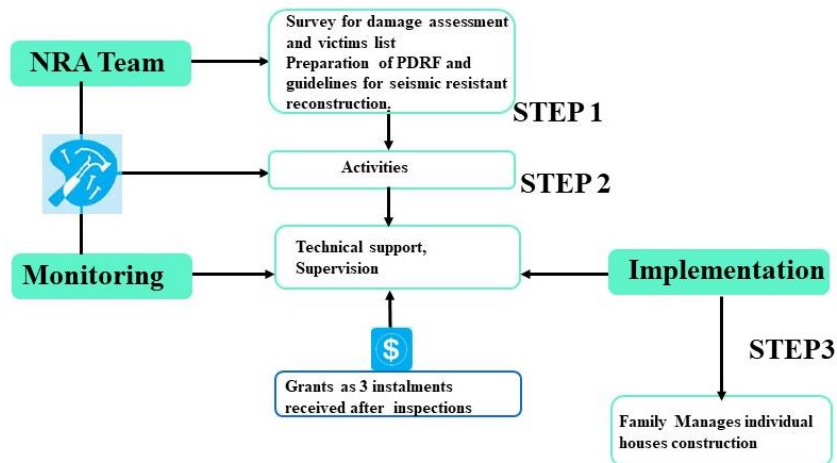 Survey for damage assessment
and victims list
Preparation of PDRF and
guidelines for seismic resistant
reconstruction.
NRA Team
STEP 1
Activities
STEP 2
Technical support,
Supervision
Monitoring
Implementation
$
STEP3
Grants as 3 instalments
received after inspections
Family Manages individual
houses construction